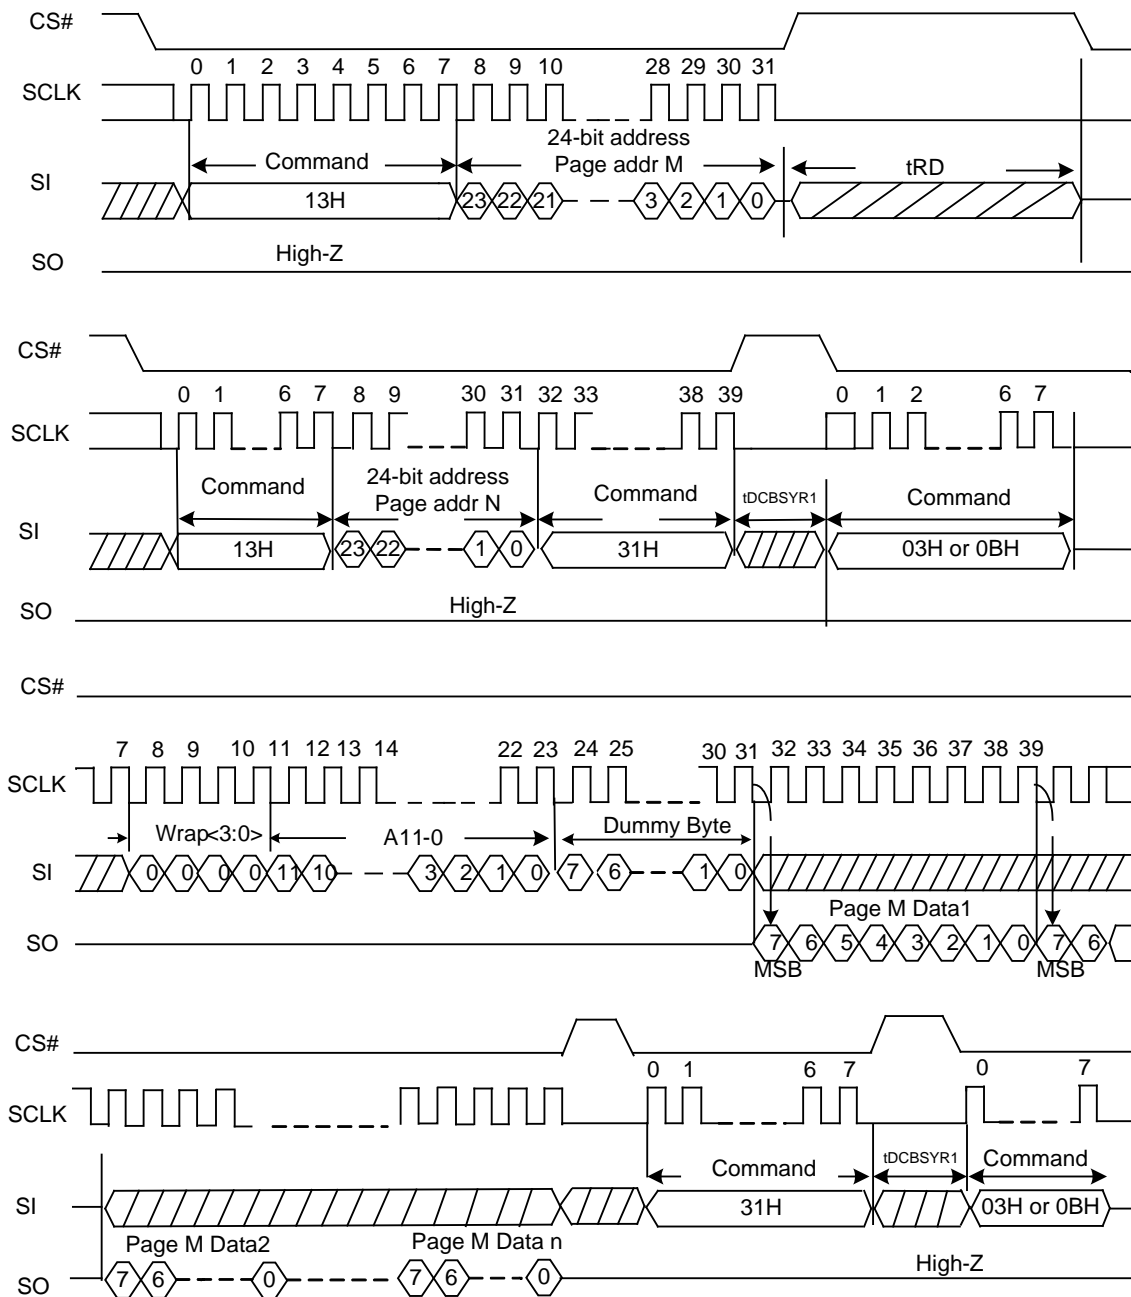 CS#
0 1 2 3 4 5 6 7 8 9 10 28 29 30 31
SCLK
24-bit address
Command Page addr M tRD
SI
13H 23 22 21 3 2 1 0
High-Z
SO
CS#
0 1 6 7 8 9 30 31 32 33 38 39 0 1 2 6 7
SCLK
24-bit address
Command Page addr N Command tDCBSYR1 Command
SI
13H 23 22 1 0 31H 03H or 0BH
High-Z
SO
CS#
7 8 9 10 11 12 13 14 22 23 24 25 30 31 32 33 34 35 36 37 38 39
SCLK
Wrap<3:0> A11-0 Dummy Byte
SI 0 0 0 0 11 10 3 2 1 0 7 6 1 0
Page M Data1
SO 7 6 5 4 3 2 1 0 7 6
MSB MSB
CS#
0 1 6 7 0 7
SCLK
Command tDCBSYR1 Command
SI 31H 03H or 0BH
Page M Data2 Page M Data n High-Z
SO 7 6 0 7 6 0